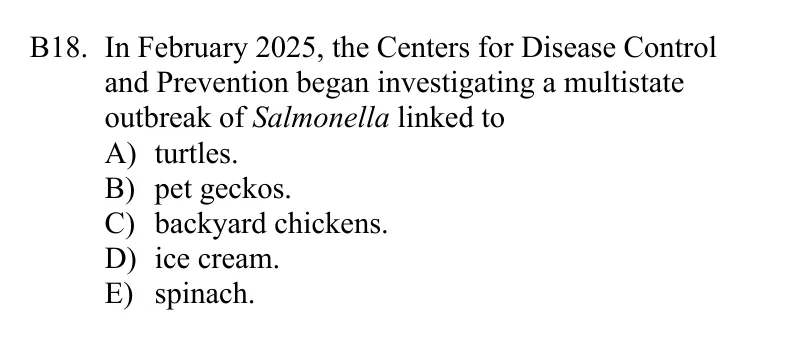 B18. In February 2025, the Centers for Disease Control
and Prevention began investigating a multistate
outbreak of Salmonella linked to
A) turtles.
B) pet geckos.
C) backyard chickens.
D) ice cream.
E) spinach.